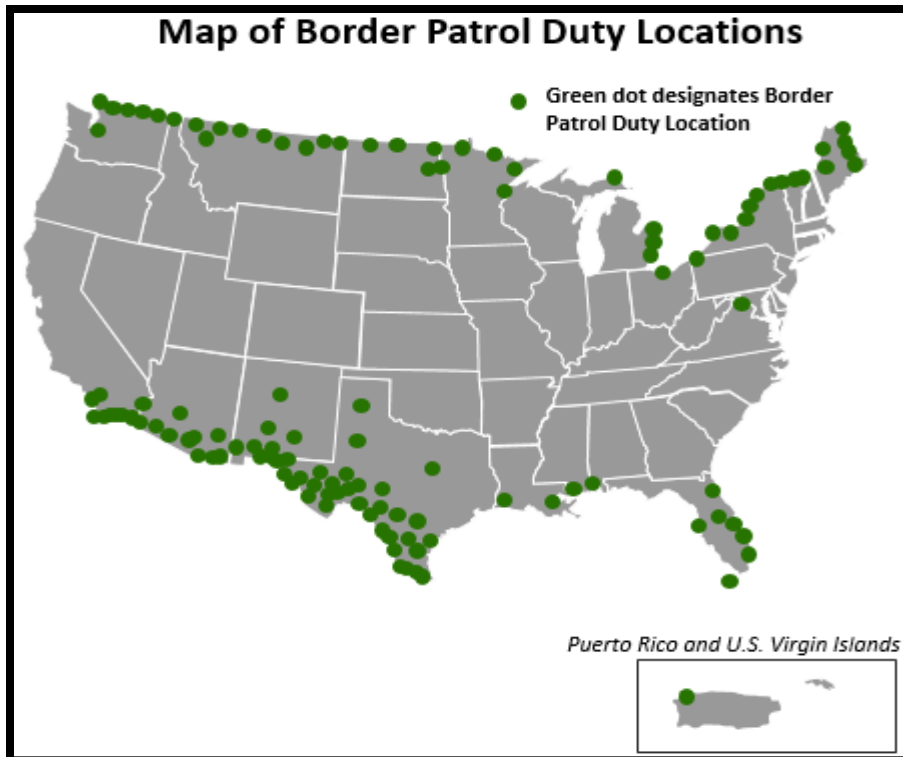 Map of Border Patrol Duty Locations
Green dot designates Border
Patrol Duty Location
Puerto Rico and U.S. Virgin Islands